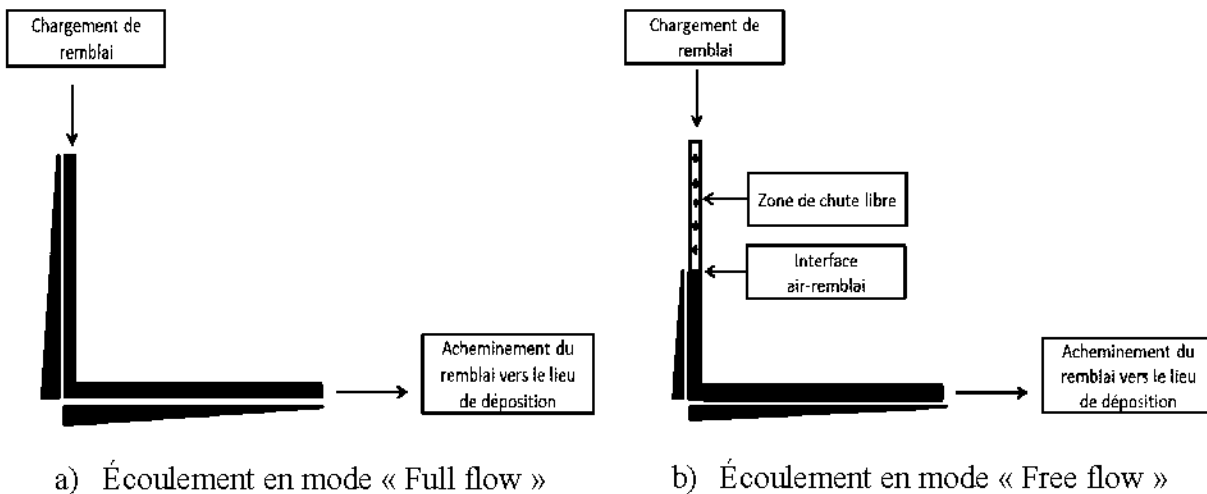 Chargement de
remblai
Acheminement du
remblai vers le lieu
de déposition
a) Écoulement en mode « Full flow »
Chargement de
remblai
Zone de chute libre
Interface
air-remblai
Acheminement du
remblai vers le lieu
de déposition
b) Écoulement en mode « Free flow »